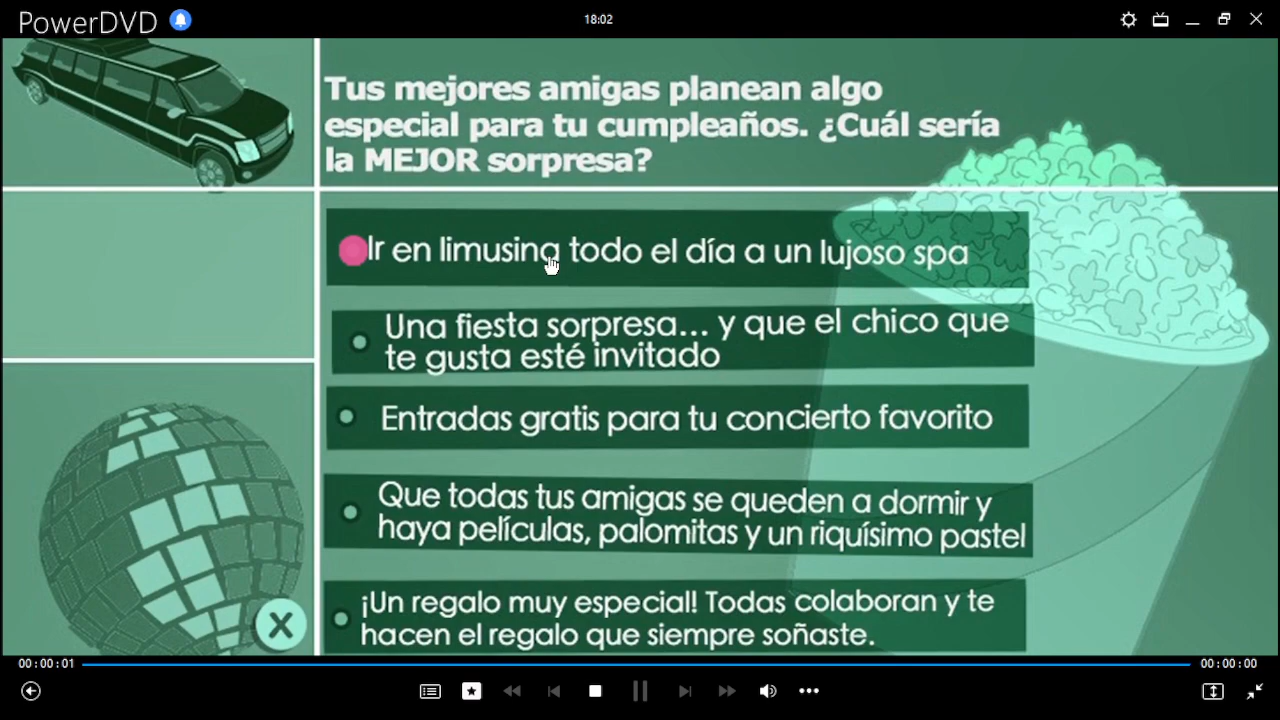 PowerDVD
18:02
Tus mejores amigas planean algo
especial para tu cumpleaños. ¿Cuál sería
la MEJOR sorpresa?
Ir en limusina todo el día a un lujoso spa
Una fiesta sorpresa... y que el chico que
te gusta esté invitado
Entradas gratis para tu concierto favorito
Que todas tus amigas se queden a dormir y
haya películas, palomitas y un riquísimo pastel
¡Un regalo muy especial! Todas colaboran y te
hacen el regalo que siempre soñaste.
X
00:00:01
00:00:00